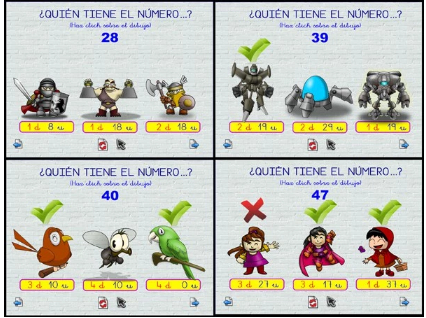 ¿QUIÉN TIENE EL NÚMERO...?
(Haz click sobre el dibujo)
28
1 d 8 u
1 d 18 u
2 d 18 u
¿QUIÉN TIENE EL NÚMERO...?
(Haz click sobre el dibujo)
39
2 d 19 u
2 d 29 u
1 d 19 u
¿QUIÉN TIENE EL NÚMERO...?
(Haz click sobre el dibujo)
40
3 d 10 u
4 d 10 u
4 d 0 u
¿QUIÉN TIENE EL NÚMERO...?
(Haz click sobre el dibujo)
47
3 d 27 u
3 d 17 u
1 d 37 u